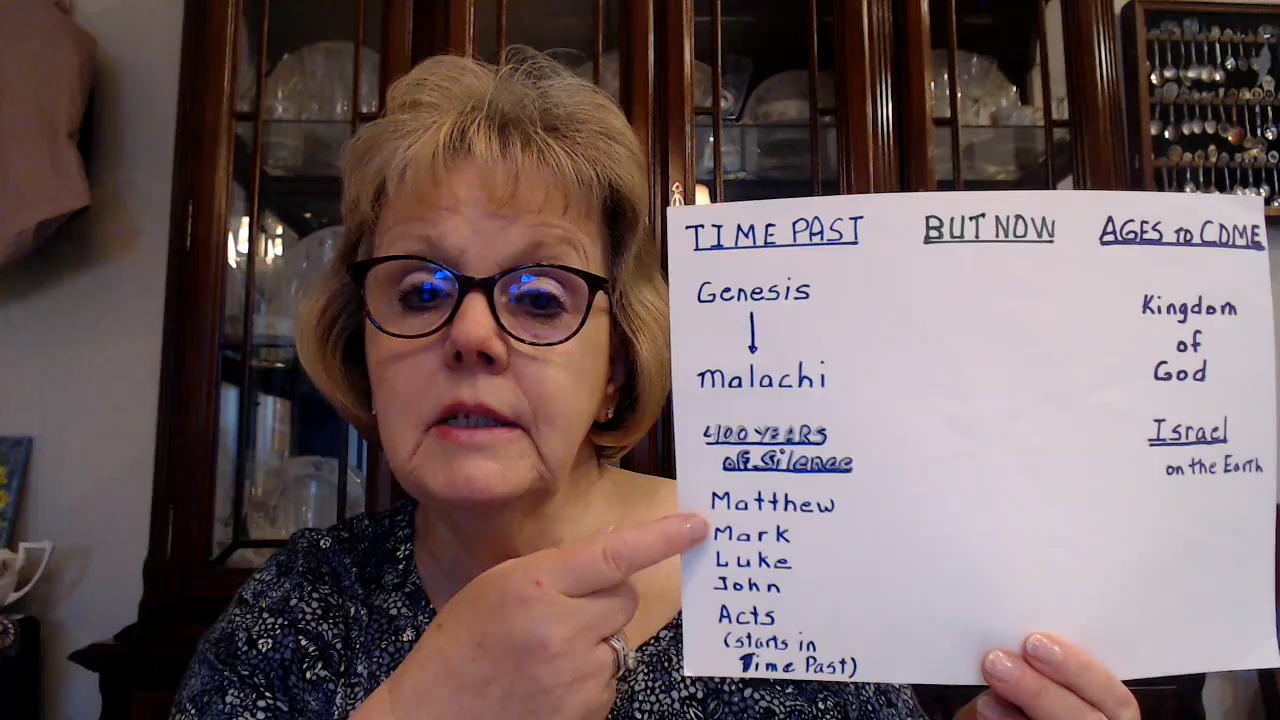 TIME PAST BUT NOW AGES TO COME
Genesis
Malachi
400 YEARS
of Silence
Matthew
Mark
Luke
John
Acts
(starts in
Time Past)
Kingdom
of
God
Israel
on the Earth